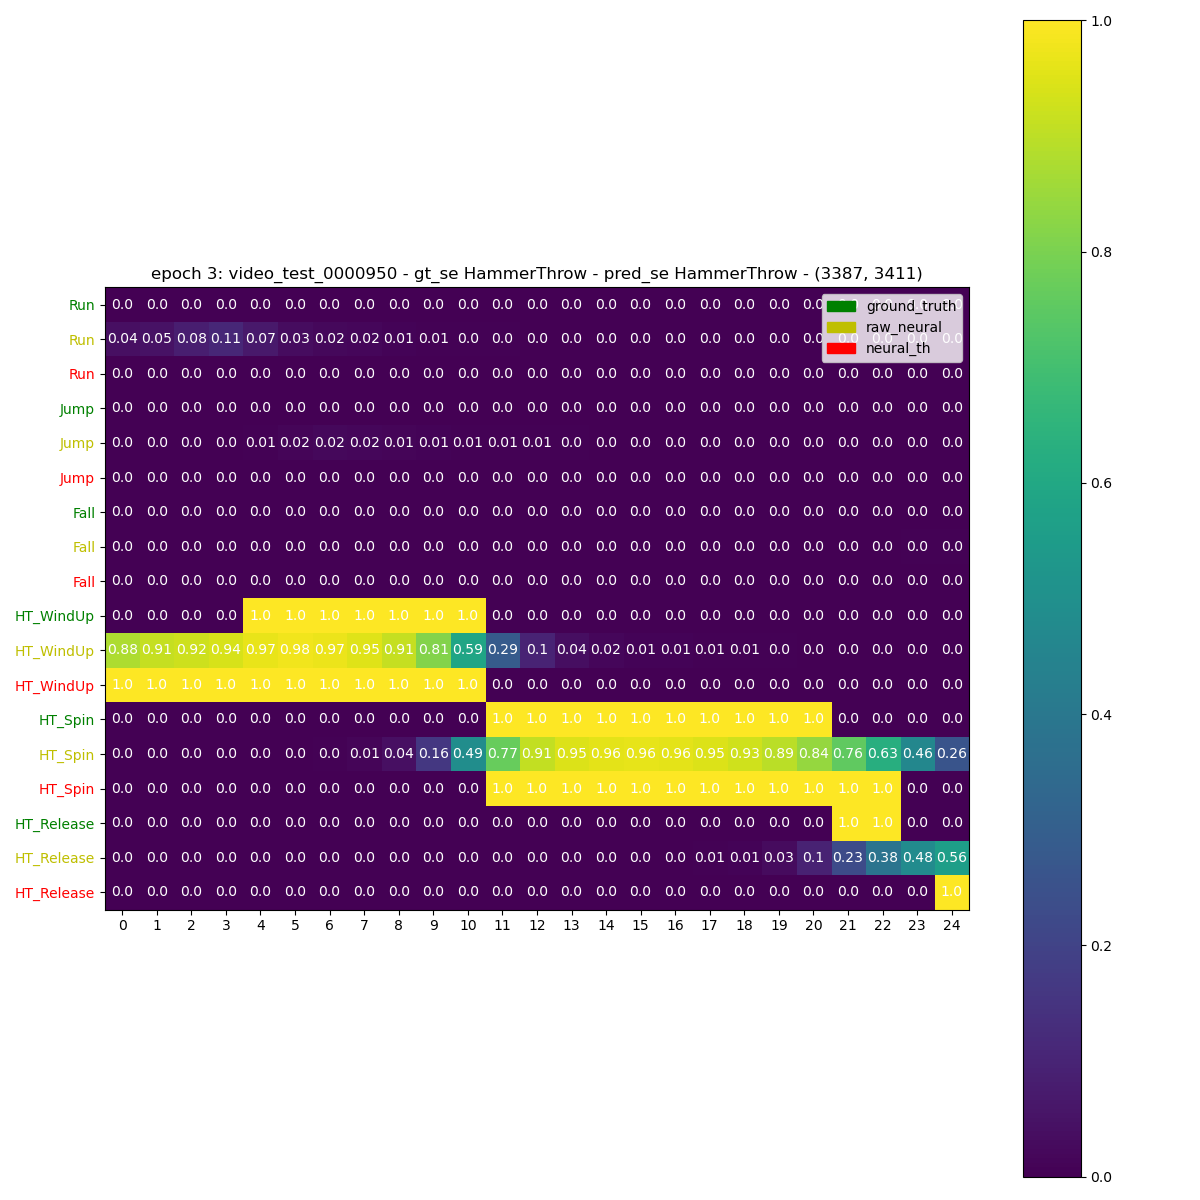 epoch 3: video_test_0000950 - gt_se HammerThrow - pred_se HammerThrow - (3387, 3411)
ground_truth
raw_neural
neural_th
Run 0.0 0.0 0.0 0.0 0.0 0.0 0.0 0.0 0.0 0.0 0.0 0.0 0.0 0.0 0.0 0.0 0.0 0.0 0.0 0.0 0.0
Run 0.04 0.05 0.08 0.11 0.07 0.03 0.02 0.02 0.01 0.01 0.0 0.0 0.0 0.0 0.0 0.0 0.0 0.0 0.0 0.0 0.0
Run 0.0 0.0 0.0 0.0 0.0 0.0 0.0 0.0 0.0 0.0 0.0 0.0 0.0 0.0 0.0 0.0 0.0 0.0 0.0 0.0 0.0 0.0 0.0 0.0 0.0
Jump 0.0 0.0 0.0 0.0 0.0 0.0 0.0 0.0 0.0 0.0 0.0 0.0 0.0 0.0 0.0 0.0 0.0 0.0 0.0 0.0 0.0 0.0 0.0 0.0 0.0
Jump 0.0 0.0 0.0 0.0 0.01 0.02 0.02 0.02 0.01 0.01 0.01 0.01 0.01 0.0 0.0 0.0 0.0 0.0 0.0 0.0 0.0 0.0 0.0 0.0 0.0
Jump 0.0 0.0 0.0 0.0 0.0 0.0 0.0 0.0 0.0 0.0 0.0 0.0 0.0 0.0 0.0 0.0 0.0 0.0 0.0 0.0 0.0 0.0 0.0 0.0 0.0
Fall 0.0 0.0 0.0 0.0 0.0 0.0 0.0 0.0 0.0 0.0 0.0 0.0 0.0 0.0 0.0 0.0 0.0 0.0 0.0 0.0 0.0 0.0 0.0 0.0 0.0
Fall 0.0 0.0 0.0 0.0 0.0 0.0 0.0 0.0 0.0 0.0 0.0 0.0 0.0 0.0 0.0 0.0 0.0 0.0 0.0 0.0 0.0 0.0 0.0 0.0 0.0
Fall 0.0 0.0 0.0 0.0 0.0 0.0 0.0 0.0 0.0 0.0 0.0 0.0 0.0 0.0 0.0 0.0 0.0 0.0 0.0 0.0 0.0 0.0 0.0 0.0 0.0
HT_WindUp 0.0 0.0 0.0 0.0 1.0 1.0 1.0 1.0 1.0 1.0 1.0 0.0 0.0 0.0 0.0 0.0 0.0 0.0 0.0 0.0 0.0 0.0 0.0 0.0 0.0
HT_WindUp 0.88 0.91 0.92 0.94 0.97 0.98 0.97 0.95 0.91 0.81 0.59 0.29 0.1 0.04 0.02 0.01 0.01 0.01 0.01 0.0 0.0 0.0 0.0 0.0 0.0
HT_WindUp 1.0 1.0 1.0 1.0 1.0 1.0 1.0 1.0 1.0 1.0 1.0 0.0 0.0 0.0 0.0 0.0 0.0 0.0 0.0 0.0 0.0 0.0 0.0 0.0 0.0
HT_Spin 0.0 0.0 0.0 0.0 0.0 0.0 0.0 0.0 0.0 0.0 0.0 1.0 1.0 1.0 1.0 1.0 1.0 1.0 1.0 1.0 1.0 0.0 0.0 0.0 0.0
HT_Spin 0.0 0.0 0.0 0.0 0.0 0.0 0.0 0.01 0.04 0.16 0.49 0.77 0.91 0.95 0.96 0.96 0.96 0.95 0.93 0.89 0.84 0.76 0.63 0.46 0.26
HT_Spin 0.0 0.0 0.0 0.0 0.0 0.0 0.0 0.0 0.0 0.0 0.0 1.0 1.0 1.0 1.0 1.0 1.0 1.0 1.0 1.0 1.0 1.0 1.0 0.0 0.0
HT_Release 0.0 0.0 0.0 0.0 0.0 0.0 0.0 0.0 0.0 0.0 0.0 0.0 0.0 0.0 0.0 0.0 0.0 0.0 0.0 0.0 0.0 1.0 1.0 0.0 0.0
HT_Release 0.0 0.0 0.0 0.0 0.0 0.0 0.0 0.0 0.0 0.0 0.0 0.0 0.0 0.0 0.0 0.0 0.0 0.01 0.01 0.03 0.1 0.23 0.38 0.48 0.56
HT_Release 0.0 0.0 0.0 0.0 0.0 0.0 0.0 0.0 0.0 0.0 0.0 0.0 0.0 0.0 0.0 0.0 0.0 0.0 0.0 0.0 0.0 0.0 0.0 0.0 1.0
0 1 2 3 4 5 6 7 8 9 10 11 12 13 14 15 16 17 18 19 20 21 22 23 24
1.0
0.8
0.6
0.4
0.2
0.0